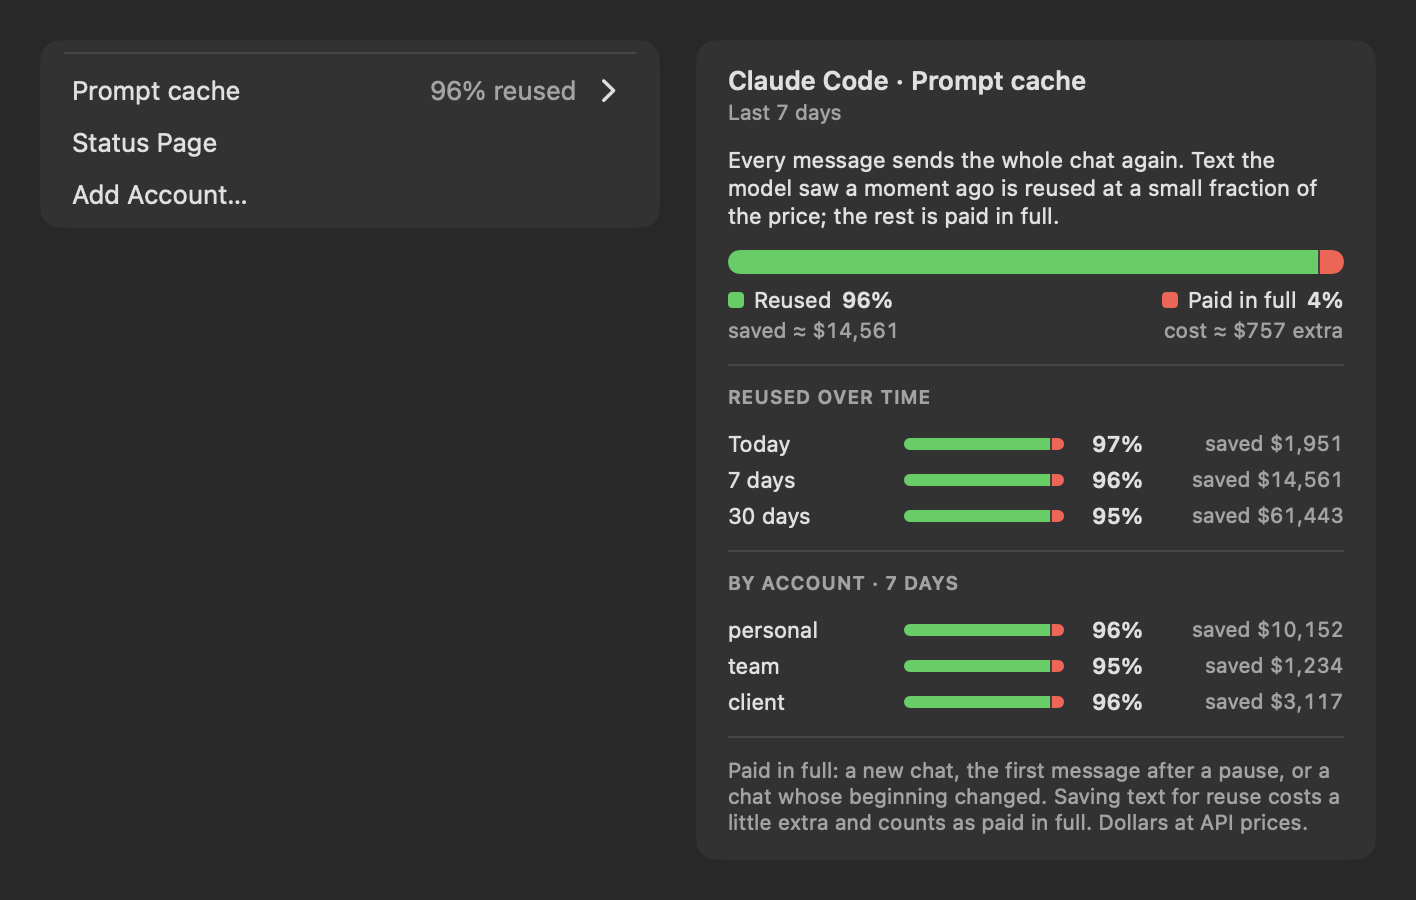 Prompt cache 96% reused
Status Page
Add Account...
Claude Code · Prompt cache
Last 7 days
Every message sends the whole chat again. Text the
model saw a moment ago is reused at a small fraction of
the price; the rest is paid in full.
Reused 96% Paid in full 4%
saved ≈ $14,561 cost ≈ $757 extra
REUSED OVER TIME
Today 97% saved $1,951
7 days 96% saved $14,561
30 days 95% saved $61,443
BY ACCOUNT · 7 DAYS
personal 96% saved $10,152
team 95% saved $1,234
client 96% saved $3,117
Paid in full: a new chat, the first message after a pause, or a
chat whose beginning changed. Saving text for reuse costs a
little extra and counts as paid in full. Dollars at API prices.